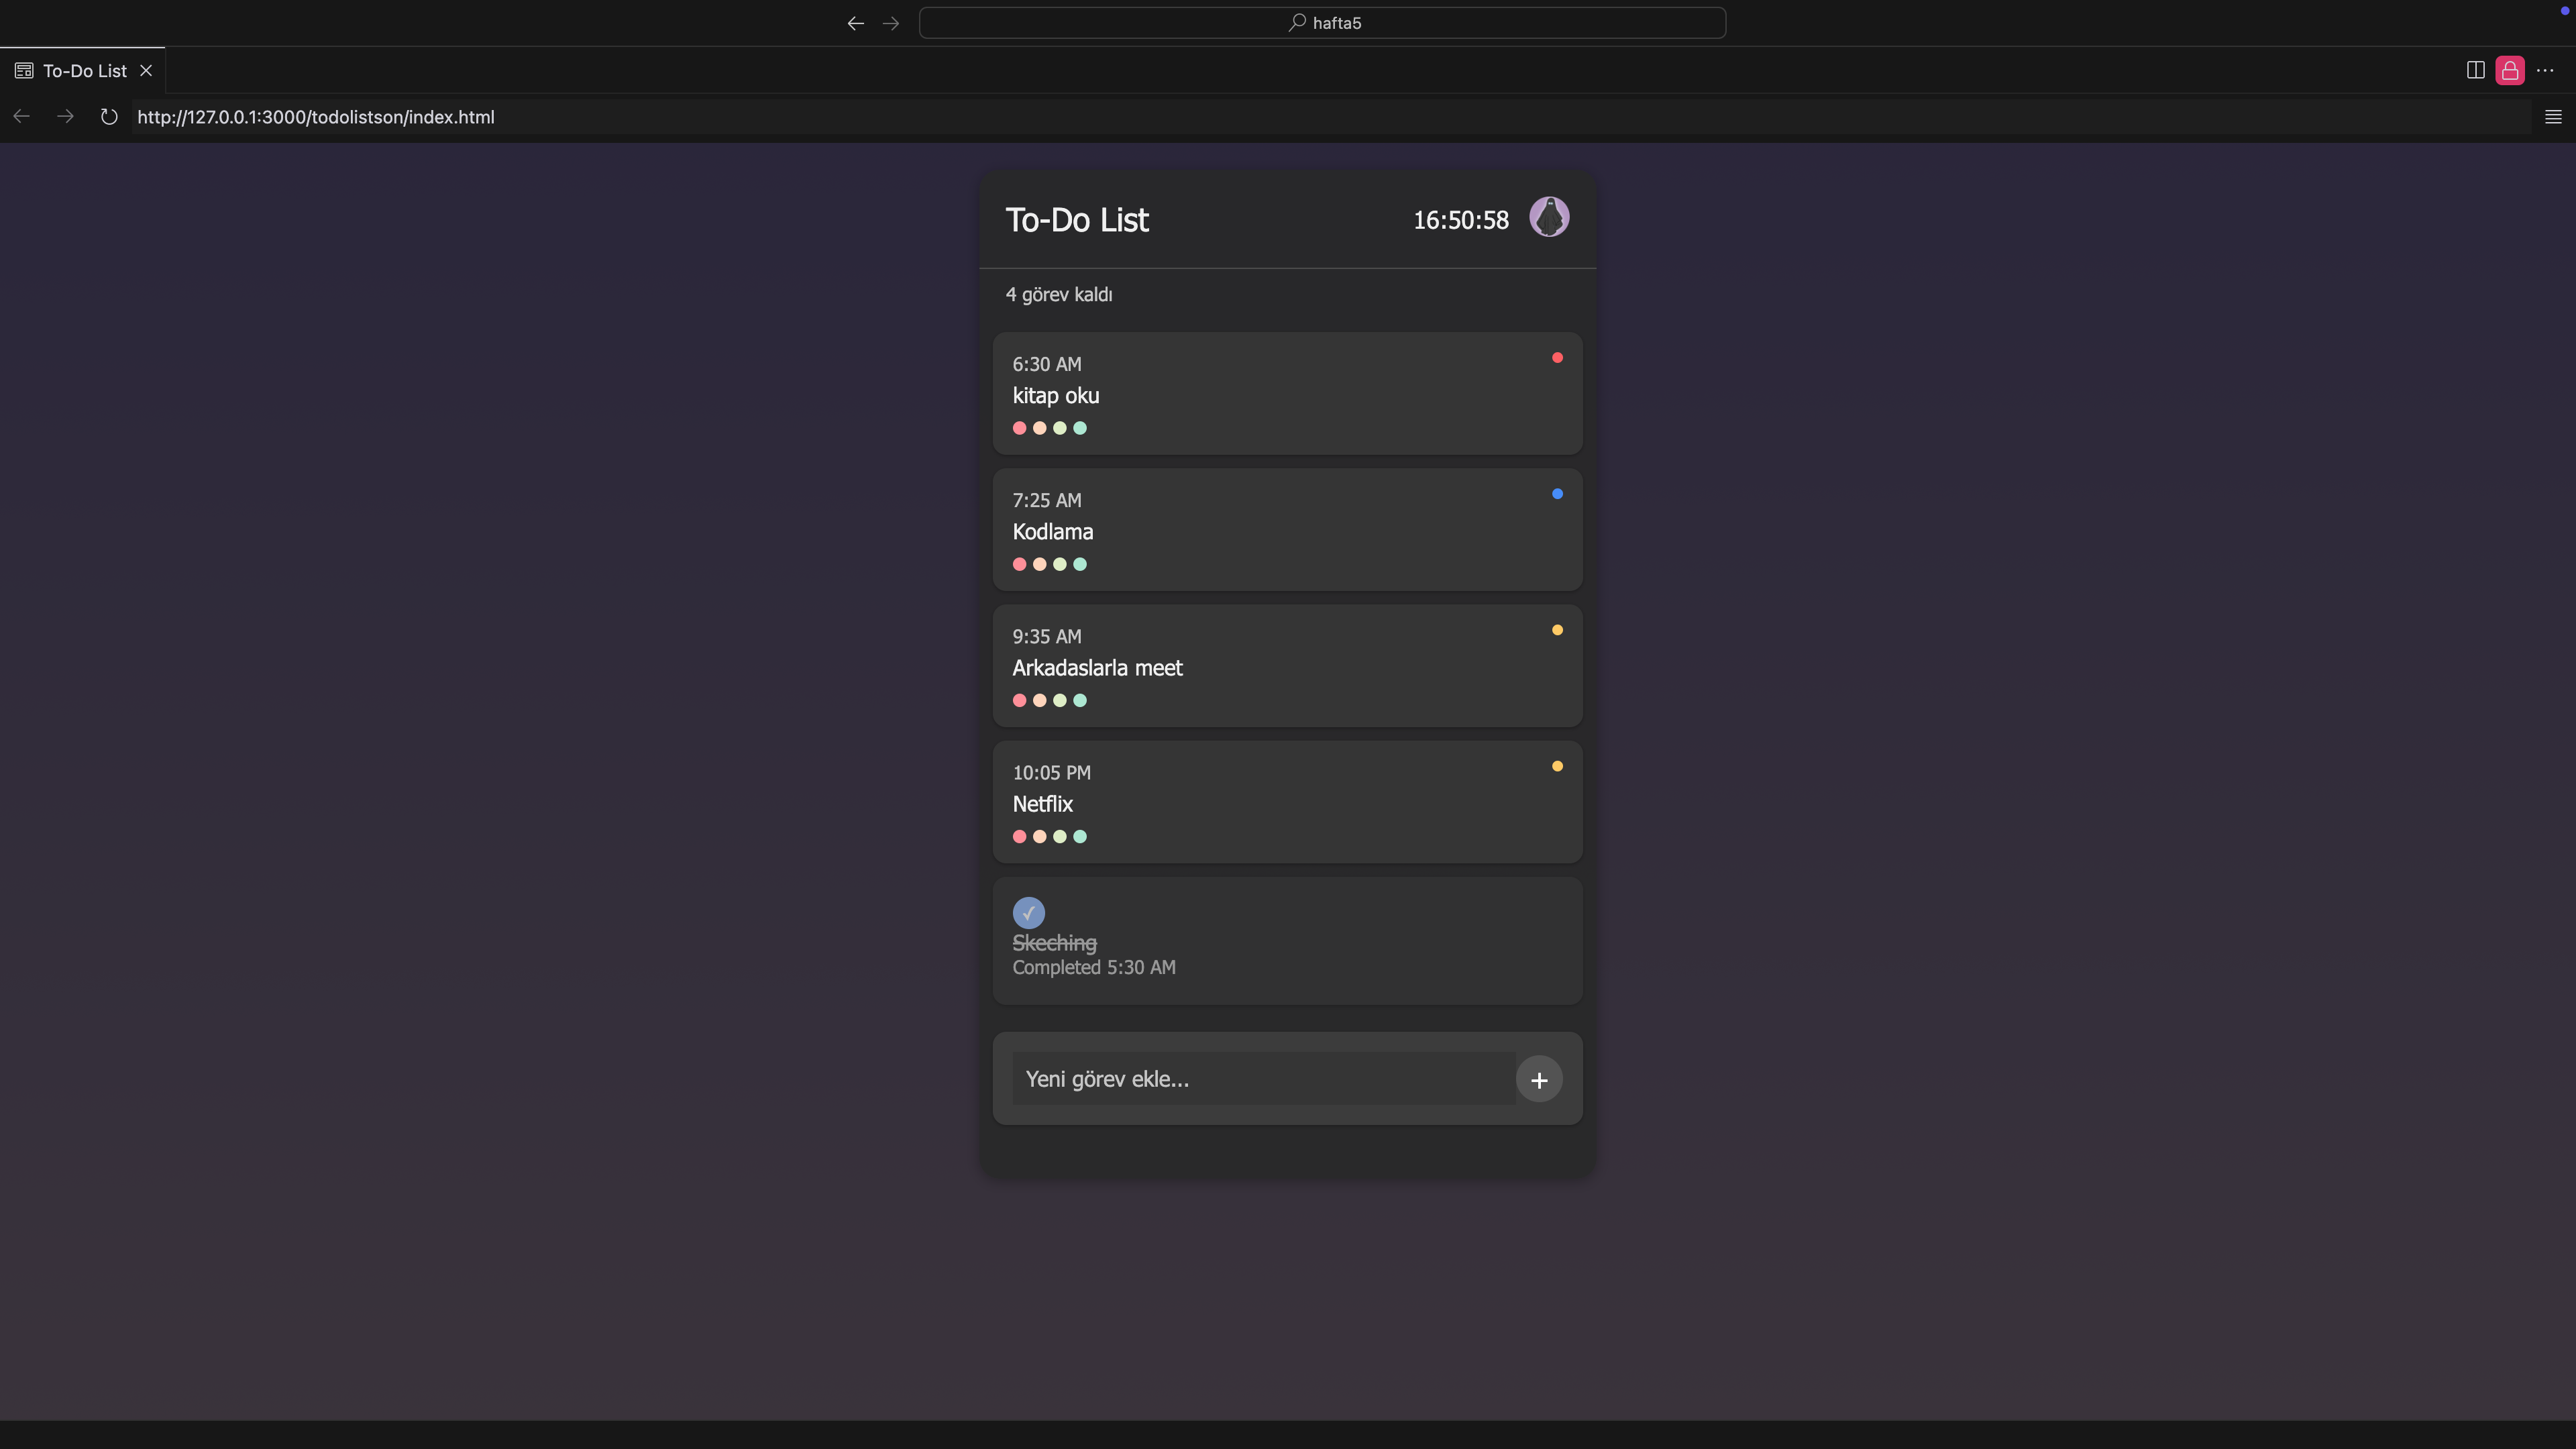 hafta5
To-Do List
http://127.0.0.1:3000/todolistson/index.html
To-Do List 16:50:58
4 görev kaldı
6:30 AM
kitap oku
7:25 AM
Kodlama
9:35 AM
Arkadaslarla meet
10:05 PM
Netflix
Skeching
Completed 5:30 AM
Yeni görev ekle...
+